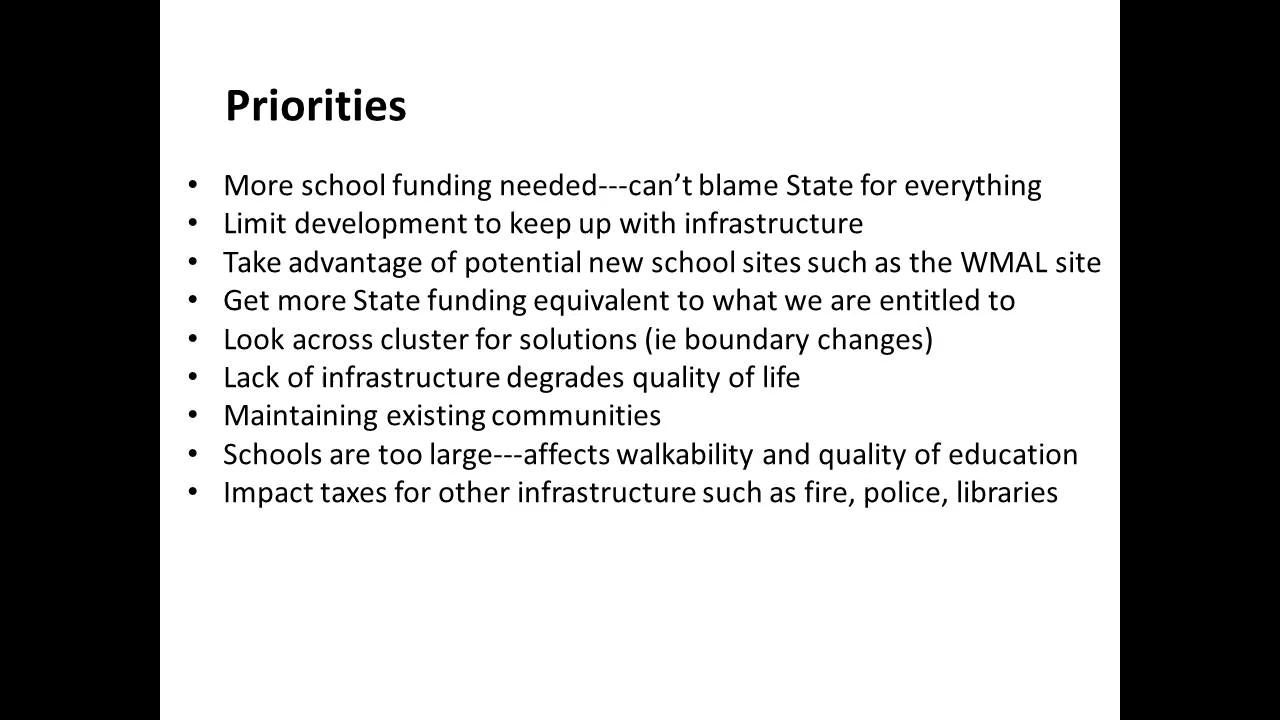 Priorities
• More school funding needed---can’t blame State for everything
• Limit development to keep up with infrastructure
• Take advantage of potential new school sites such as the WMAL site
• Get more State funding equivalent to what we are entitled to
• Look across cluster for solutions (ie boundary changes)
• Lack of infrastructure degrades quality of life
• Maintaining existing communities
• Schools are too large---affects walkability and quality of education
• Impact taxes for other infrastructure such as fire, police, libraries